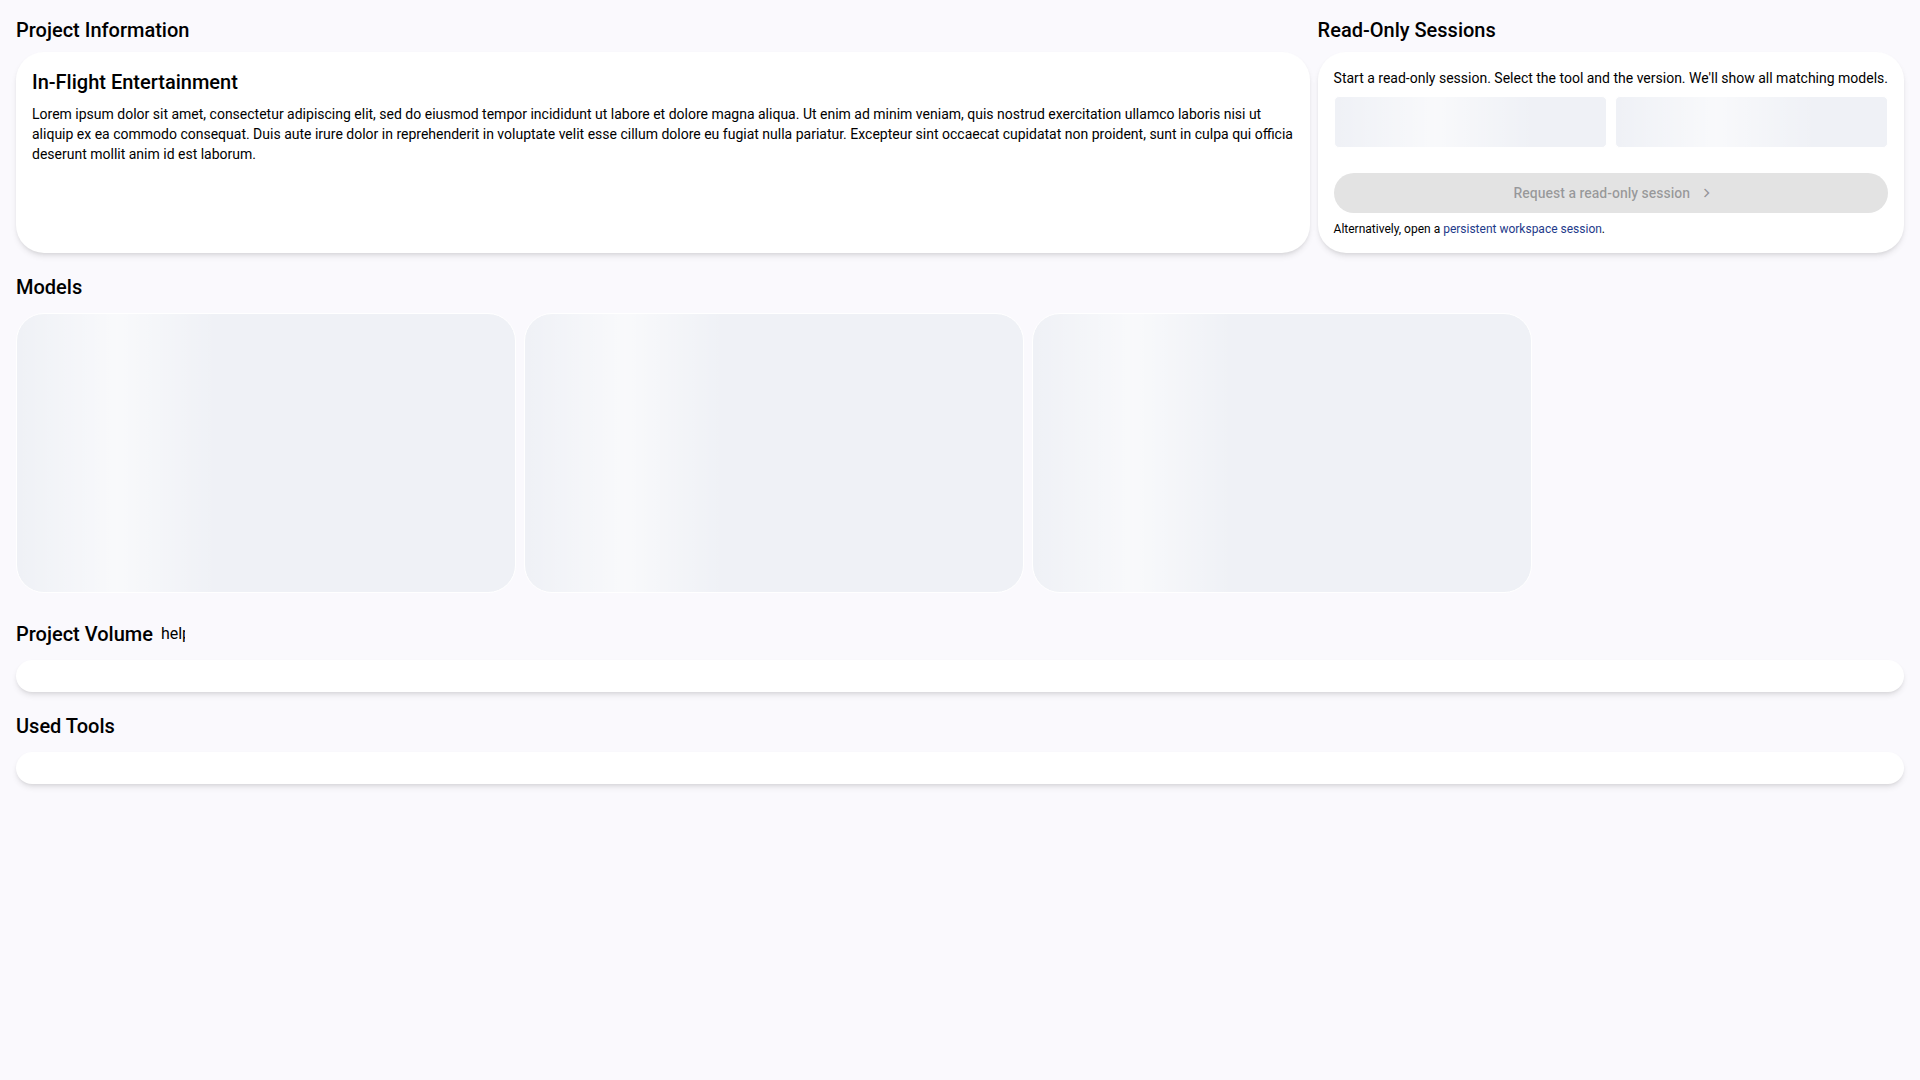 Project Information
In-Flight Entertainment
Lorem ipsum dolor sit amet, consectetur adipiscing elit, sed do eiusmod tempor incididunt ut labore et dolore magna aliqua. Ut enim ad minim veniam, quis nostrud exercitation ullamco laboris nisi ut
aliquip ex ea commodo consequat. Duis aute irure dolor in reprehenderit in voluptate velit esse cillum dolore eu fugiat nulla pariatur. Excepteur sint occaecat cupidatat non proident, sunt in culpa qui officia
deserunt mollit anim id est laborum.
Read-Only Sessions
Start a read-only session. Select the tool and the version. We'll show all matching models.
Request a read-only session
Alternatively, open a persistent workspace session.
Models
Project Volume help
Used Tools